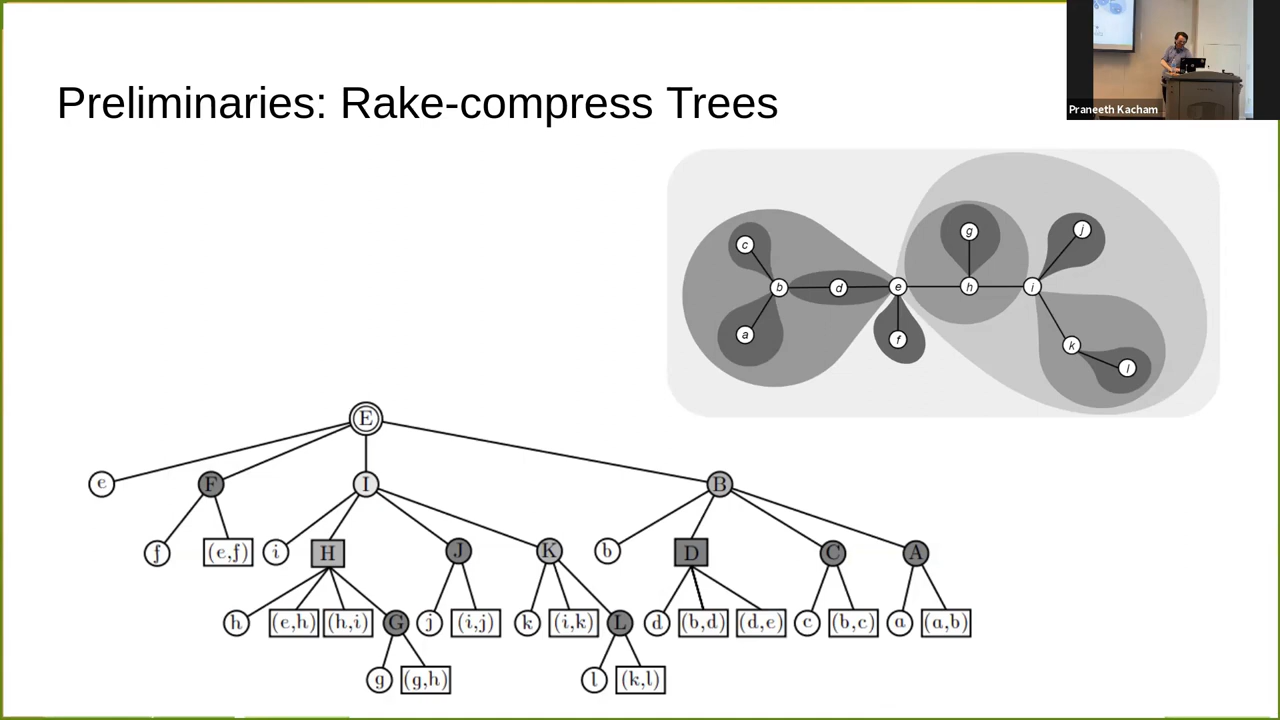 Praneeth Kacham
Preliminaries: Rake-compress Trees
c g j
b d e h i
a f k l
E
e F I B
f (e,f) i H J K b D C A
h (e,h) (h,i) G j (i,j) k (i,k) L d (b,d) (d,e) c (b,c) a (a,b)
g (g,h) l (k,l)